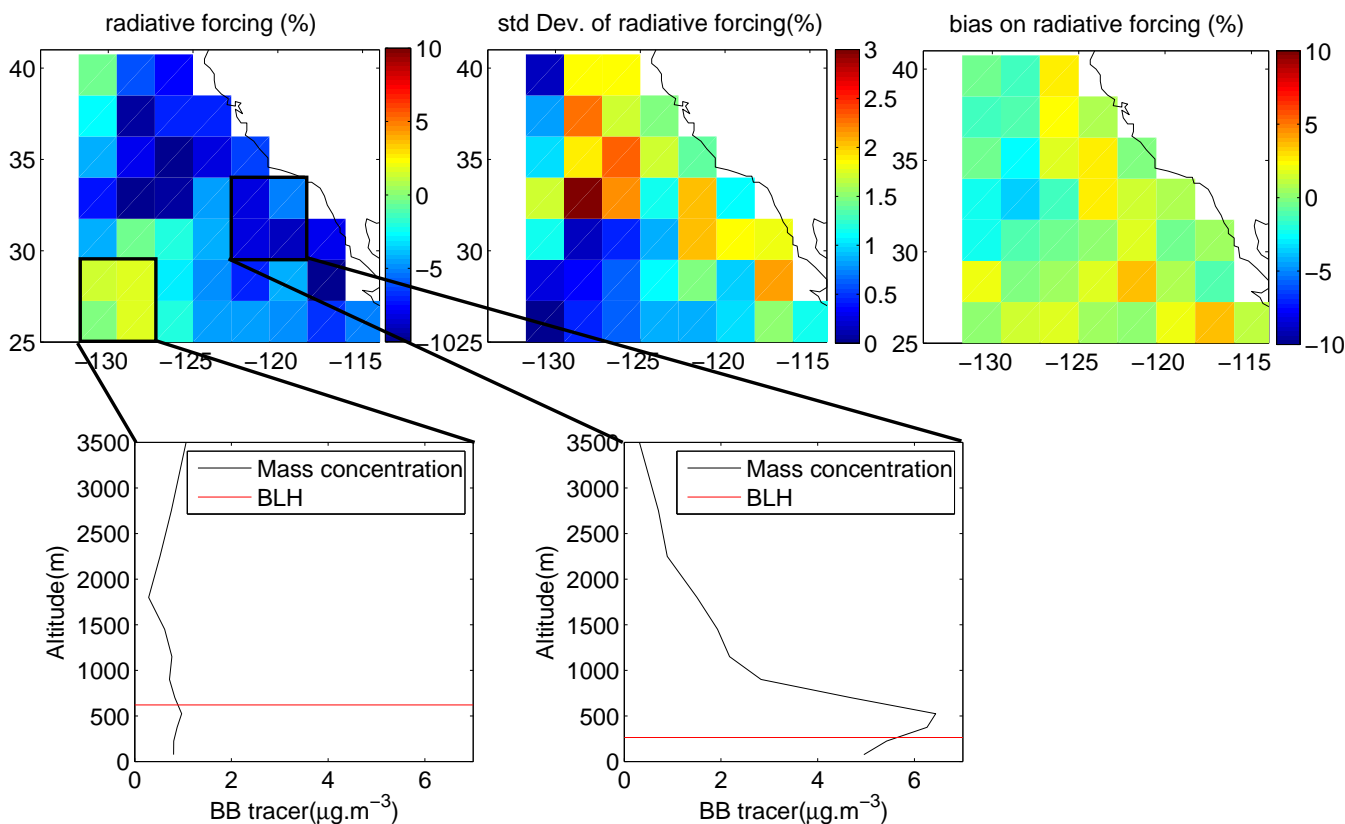 radiative forcing (%)
std Dev. of radiative forcing(%)
bias on radiative forcing (%)
40
35
30
25
−130 −125 −120 −115
10
5
0
−5
−10
40
35
30
25
−130 −125 −120 −115
3
2.5
2
1.5
1
0.5
0
40
35
30
25
−130 −125 −120 −115
10
5
0
−5
−10
3500
3000
2500
2000
1500
1000
500
0
Altitude(m)
Mass concentration
BLH
0 2 4 6
BB tracer(μg.m⁻³)
3500
3000
2500
2000
1500
1000
500
0
Altitude(m)
Mass concentration
BLH
0 2 4 6
BB tracer(μg.m⁻³)